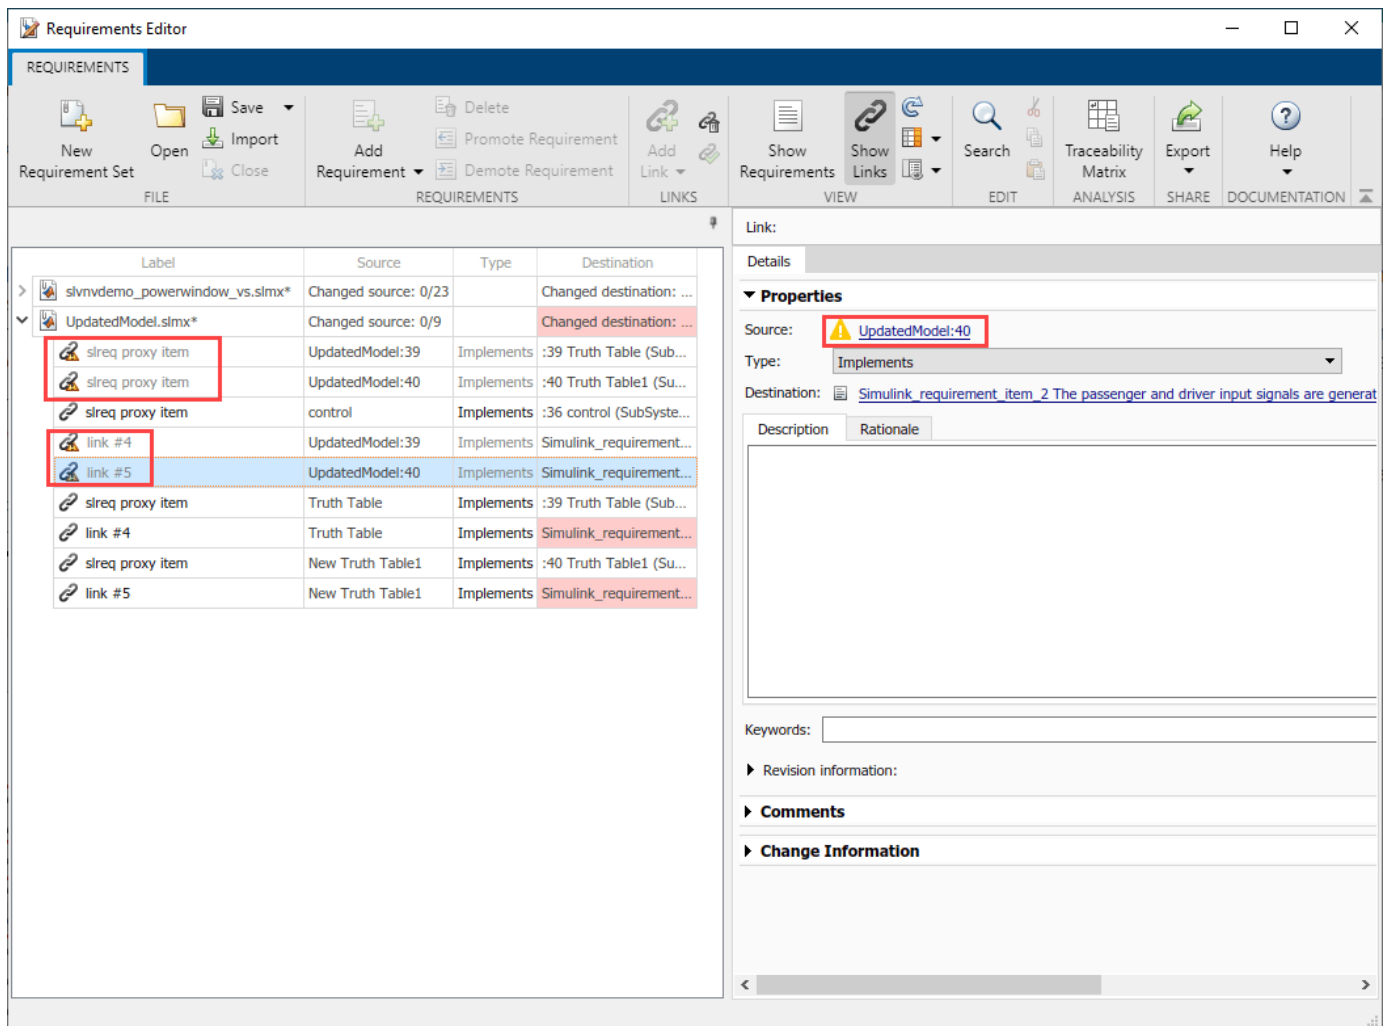 Requirements Editor
REQUIREMENTS
New
Requirement Set
Open
Save
Import
Close
FILE
Add
Requirement
Delete
Promote Requirement
Demote Requirement
REQUIREMENTS
Add
Link
LINKS
Show
Requirements
Show
Links
VIEW
Search
EDIT
Traceability
Matrix
ANALYSIS
Export
SHARE
Help
DOCUMENTATION
Label Source Type Destination
slvnvdemo_powerwindow_vs.slmx* Changed source: 0/23 Changed destination: ...
UpdatedModel.slmx* Changed source: 0/9 Changed destination: ...
slreq proxy item UpdatedModel:39 Implements :39 Truth Table (Sub...
slreq proxy item UpdatedModel:40 Implements :40 Truth Table1 (Su...
slreq proxy item control Implements :36 control (SubSyste...
link #4 UpdatedModel:39 Implements Simulink_requirement...
link #5 UpdatedModel:40 Implements Simulink_requirement...
slreq proxy item Truth Table Implements :39 Truth Table (Sub...
link #4 Truth Table Implements Simulink_requirement...
slreq proxy item New Truth Table1 Implements :40 Truth Table1 (Su...
link #5 New Truth Table1 Implements Simulink_requirement...
Link:
Details
Properties
Source: UpdatedModel:40
Type: Implements
Destination: Simulink_requirement_item_2 The passenger and driver input signals are generat
Description Rationale
Keywords:
Revision information:
Comments
Change Information